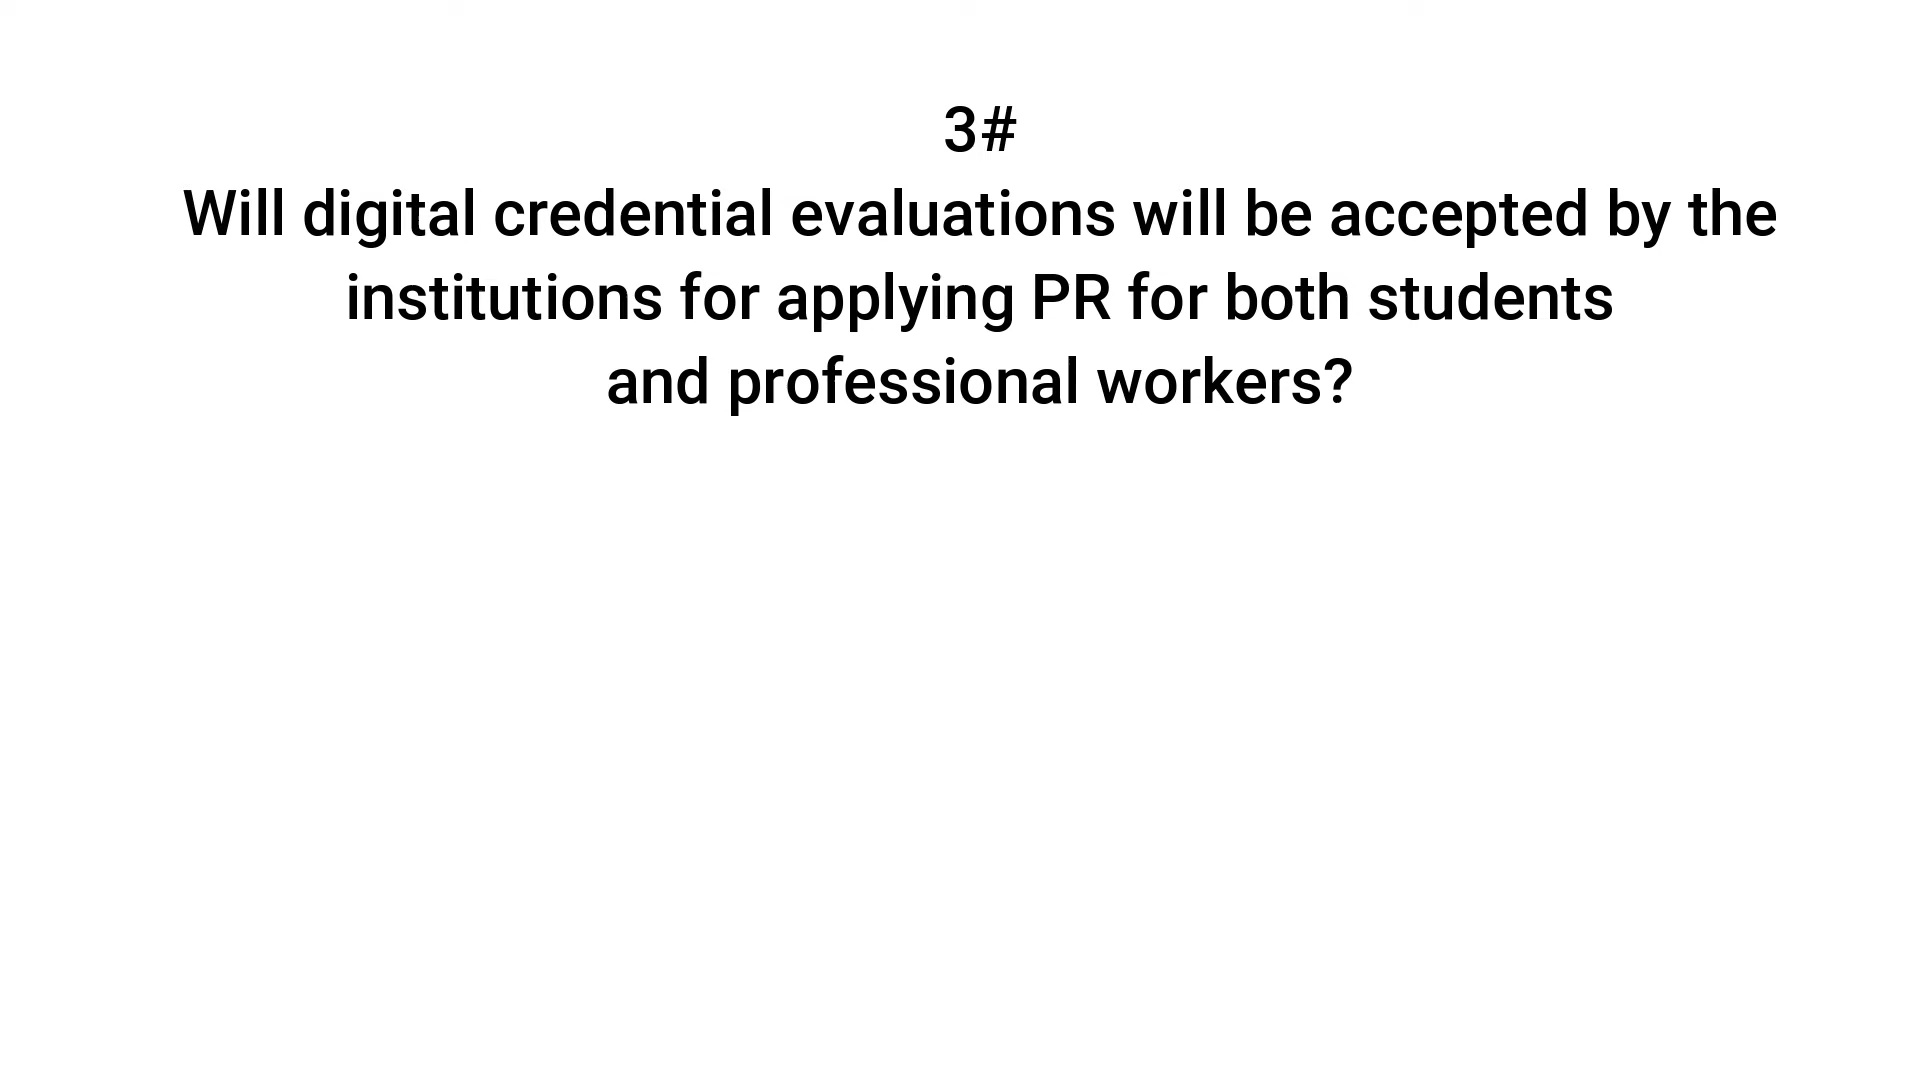 3#
Will digital credential evaluations will be accepted by the
institutions for applying PR for both students
and professional workers?